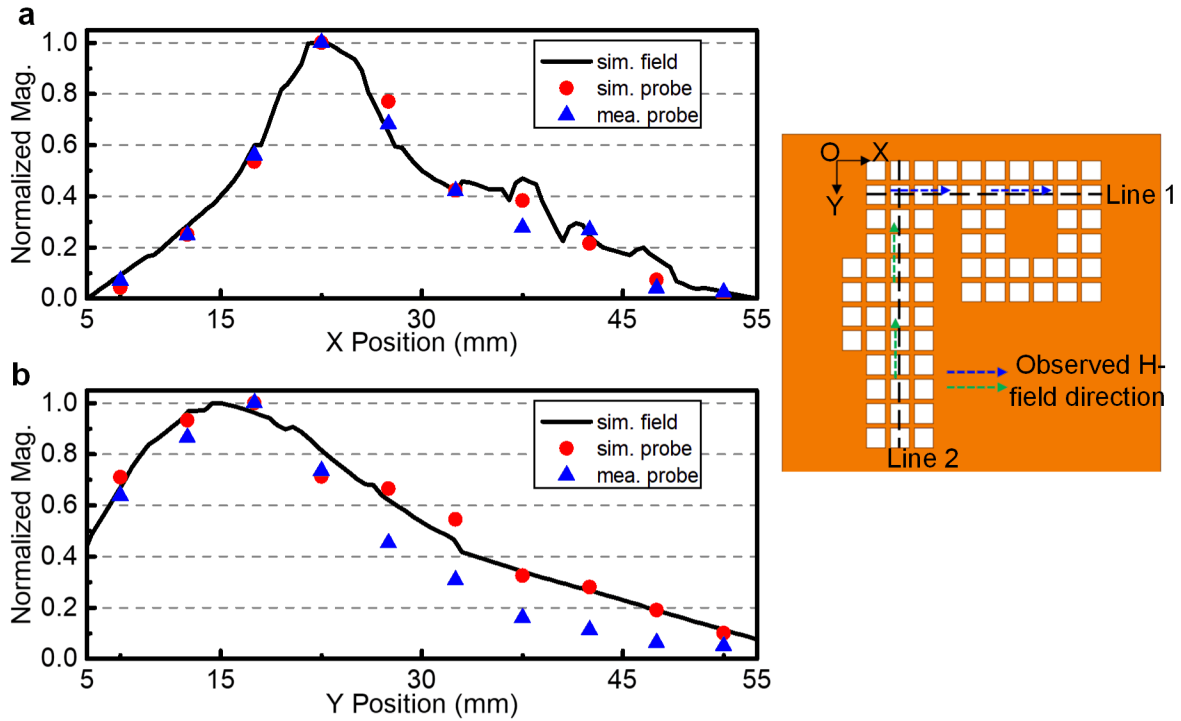 a
Normalized Mag.
1.0
0.8
0.6
0.4
0.2
0.0
sim. field
sim. probe
mea. probe
5
15
30
45
55
X Position (mm)
b
Normalized Mag.
1.0
0.8
0.6
0.4
0.2
0.0
sim. field
sim. probe
mea. probe
5
15
30
45
55
Y Position (mm)
O X
Y
Line 1
Observed H-
field direction
Line 2